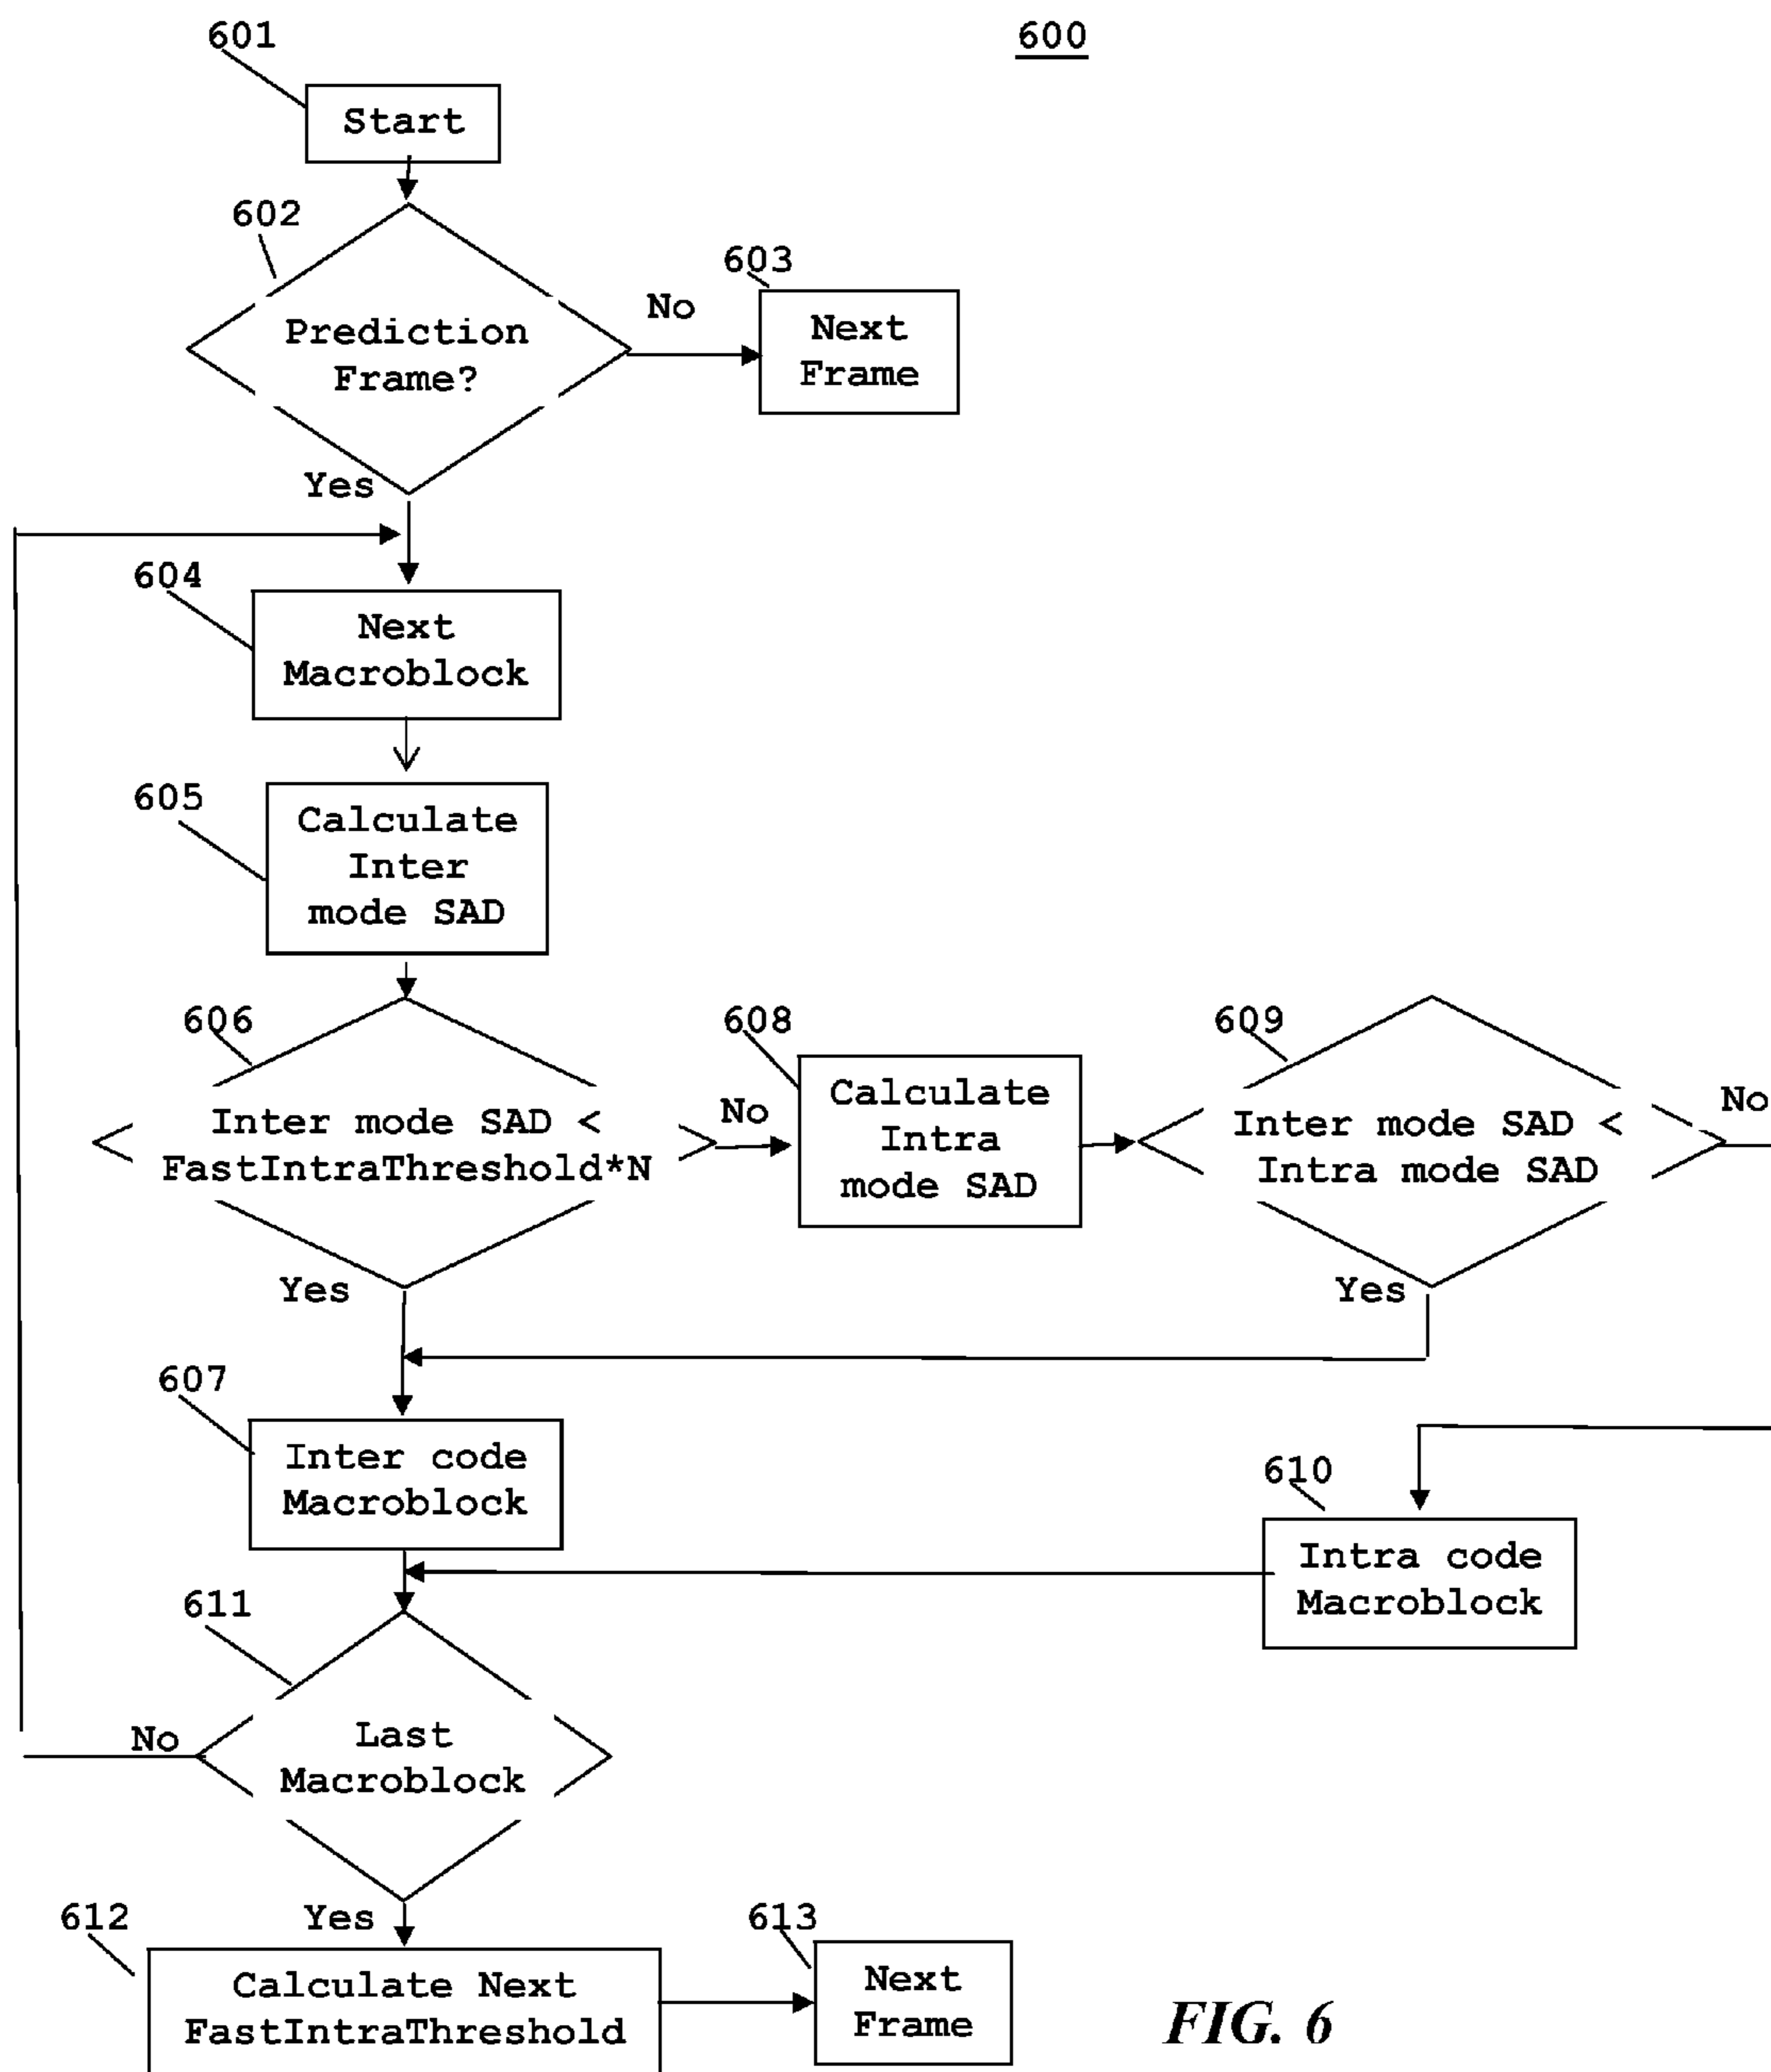 601
600
Start
602
603
No
Next
Frame
Prediction
Frame?
Yes
604
Next
Macroblock
605
Calculate
Inter
mode SAD
606
Inter mode SAD <
FastIntraThreshold*N
No
608
Calculate
Intra
mode SAD
609
Inter mode SAD <
Intra mode SAD
No
Yes
Yes
607
Inter code
Macroblock
610
Intra code
Macroblock
611
Last
Macroblock
No
Yes
612
Calculate Next
FastIntraThreshold
613
Next
Frame
FIG. 6